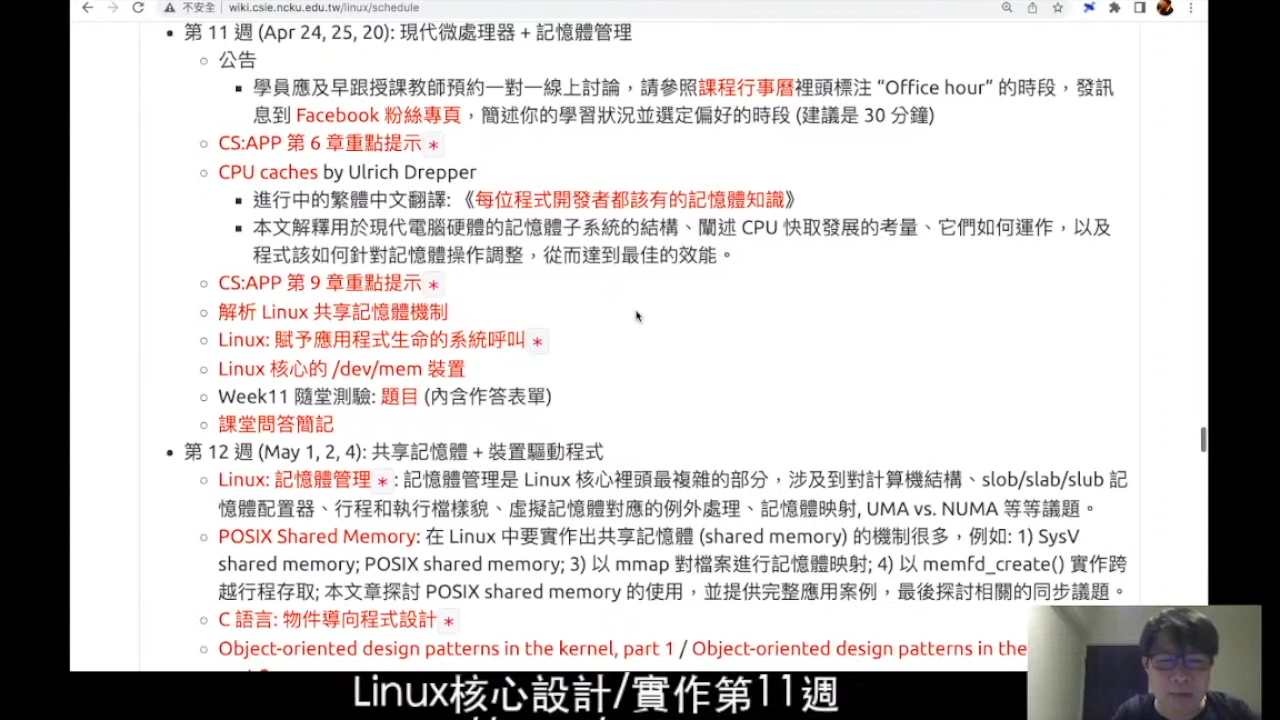 不安全 wiki.csie.ncku.edu.tw/linux/schedule
第 11 週 (Apr 24, 25, 20): 現代微處理器 + 記憶體管理
公告
學員應及早跟授課教師預約一對一線上討論，請參照課程行事曆裡頭標注 “Office hour” 的時段，發訊
息到 Facebook 粉絲專頁，簡述你的學習狀況並選定偏好的時段 (建議是 30 分鐘)
CS:APP 第 6 章重點提示 *
CPU caches by Ulrich Drepper
進行中的繁體中文翻譯: 《每位程式開發者都該有的記憶體知識》
本文解釋用於現代電腦硬體的記憶體子系統的結構、闡述 CPU 快取發展的考量、它們如何運作，以及
程式該如何針對記憶體操作調整，從而達到最佳的效能。
CS:APP 第 9 章重點提示 *
解析 Linux 共享記憶體機制
Linux: 賦予應用程式生命的系統呼叫 *
Linux 核心的 /dev/mem 裝置
Week11 隨堂測驗: 題目 (內含作答表單)
課堂問答簡記
第 12 週 (May 1, 2, 4): 共享記憶體 + 裝置驅動程式
Linux: 記憶體管理 * : 記憶體管理是 Linux 核心裡頭最複雜的部分，涉及到對計算機結構、slob/slab/slub 記
憶體配置器、行程和執行檔樣貌、虛擬記憶體對應的例外處理、記憶體映射, UMA vs. NUMA 等等議題。
POSIX Shared Memory: 在 Linux 中要實作出共享記憶體 (shared memory) 的機制很多，例如: 1) SysV
shared memory; POSIX shared memory; 3) 以 mmap 對檔案進行記憶體映射; 4) 以 memfd_create() 實作跨
越行程存取; 本文章探討 POSIX shared memory 的使用，並提供完整應用案例，最後探討相關的同步議題。
C 語言: 物件導向程式設計 *
Object-oriented design patterns in the kernel, part 1 / Object-oriented design patterns in the
Linux核心設計/實作第11週